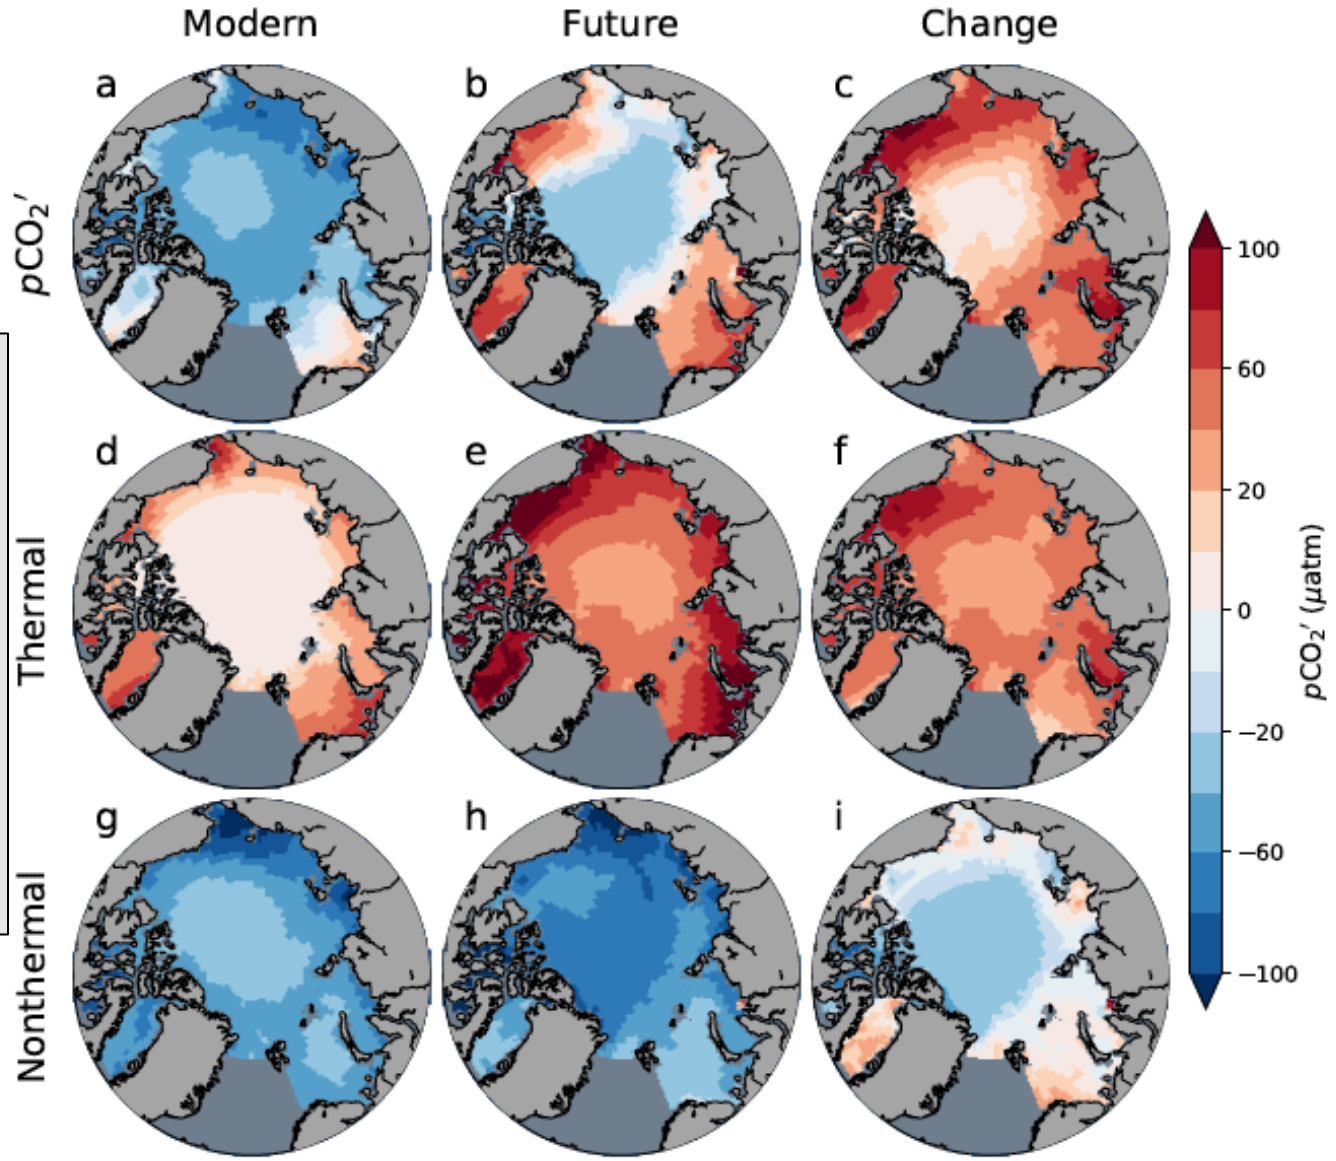 Modern Future Change
a b c
pCO₂′
d e f
Thermal
g h i
Nonthermal
100
60
20
0
−20
−60
−100
pCO₂′ (μatm)